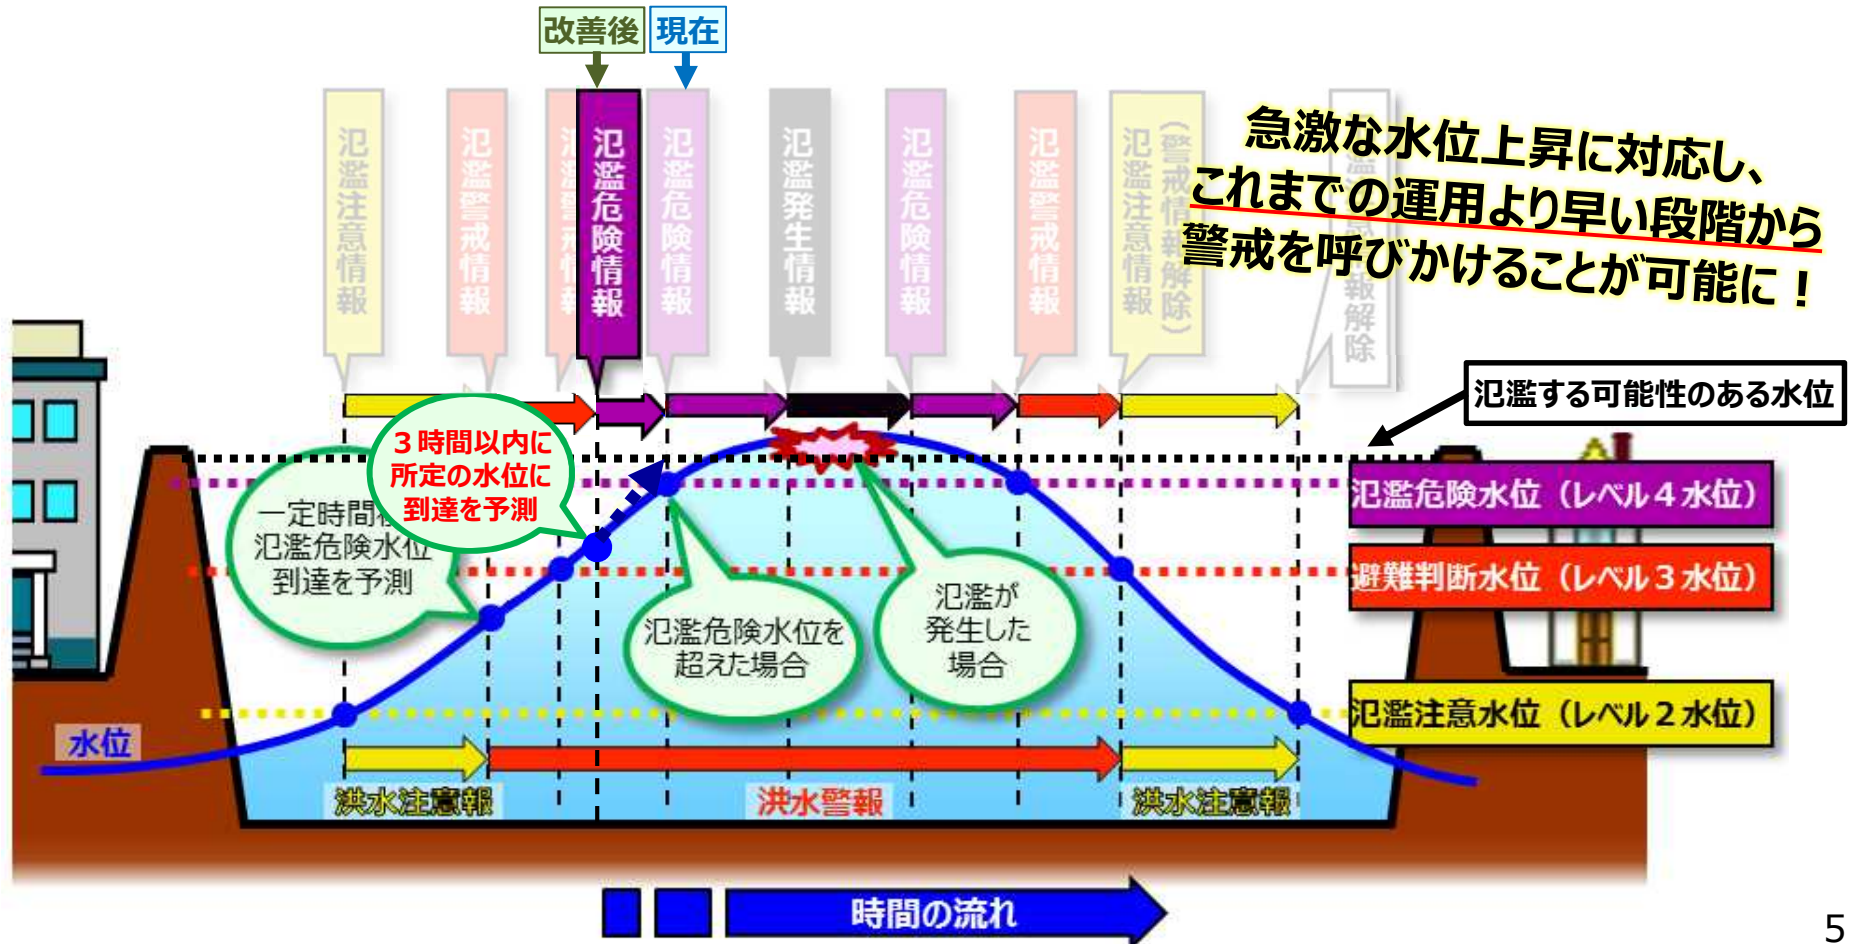 改善後
現在
氾濫注意情報
氾濫警戒情報
氾濫危険情報
氾濫危険情報
氾濫発生情報
氾濫危険情報
氾濫警戒情報
氾濫注意情報
（警戒情報解除）
報解除
急激な水位上昇に対応し、
これまでの運用より早い段階から
警戒を呼びかけることが可能に！
氾濫する可能性のある水位
３時間以内に
所定の水位に
到達を予測
一定時間
氾濫危険水位
到達を予測
氾濫危険水位を
超えた場合
氾濫が
発生した
場合
氾濫危険水位（レベル４水位）
避難判断水位（レベル３水位）
氾濫注意水位（レベル２水位）
水位
洪水注意報
洪水警報
洪水注意報
時間の流れ
5